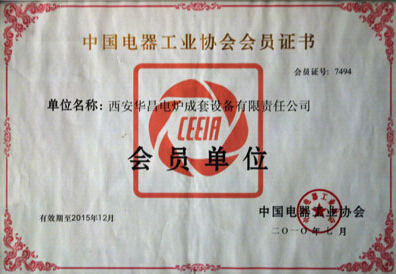 中国电器工业协会会员证书
会员证号: 7494
单位名称: 西安华昌电炉成套设备有限责任公司
CEEIA
会员单位
有效期至2015年12月
中国电器工业协会
二〇一〇年七月